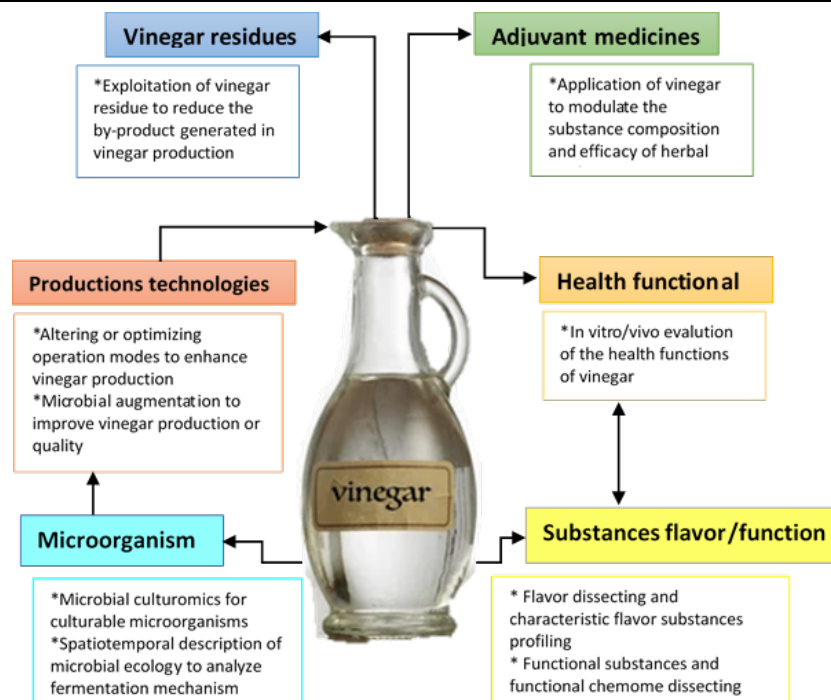 Vinegar residues
*Exploitation of vinegar
residue to reduce the
by-product generated in
vinegar production
Adjuvant medicines
*Application of vinegar
to modulate the
substance composition
and efficacy of herbal
Productions technologies
*Altering or optimizing
operation modes to enhance
vinegar production
*Microbial augmentation to
improve vinegar production or
quality
Health functional
*In vitro/vivo evalution
of the health functions
of vinegar
vinegar
Microorganism
*Microbial culturomics for
culturable microorganisms
*Spatiotemporal description of
microbial ecology to analyze
fermentation mechanism
Substances flavor/function
* Flavor dissecting and
characteristic flavor substances
profiling
* Functional substances and
functional chemome dissecting